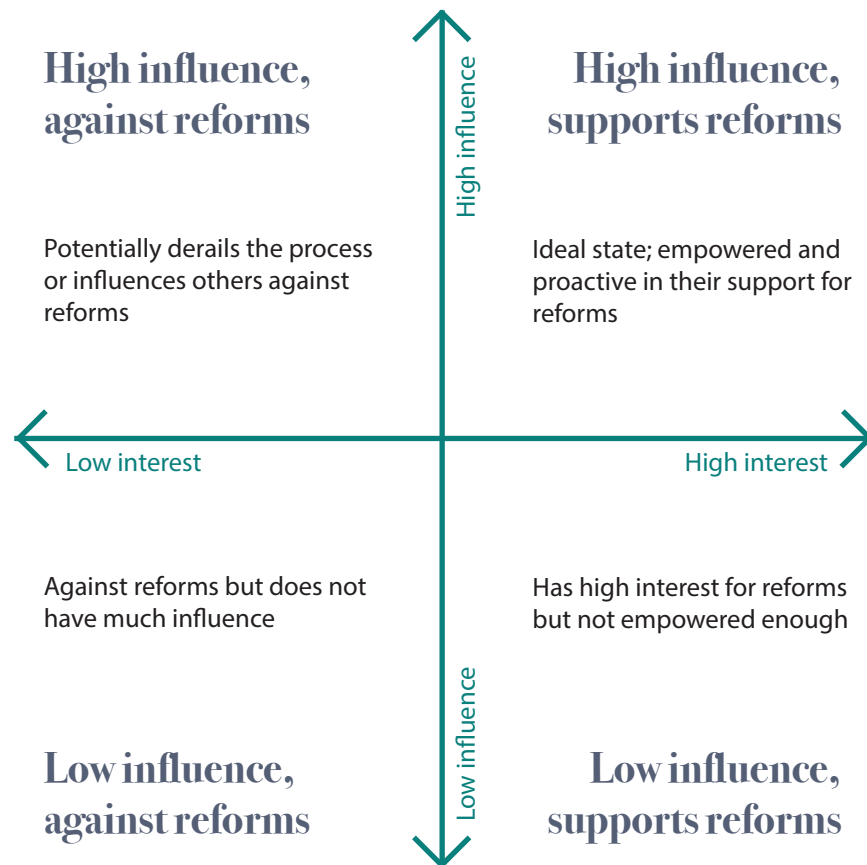 High influence,
against reforms
High influence,
supports reforms
High influence
Potentially derails the process
or influences others against
reforms
Ideal state; empowered and
proactive in their support for
reforms
Low interest
High interest
Against reforms but does not
have much influence
Has high interest for reforms
but not empowered enough
Low influence
Low influence,
against reforms
Low influence,
supports reforms